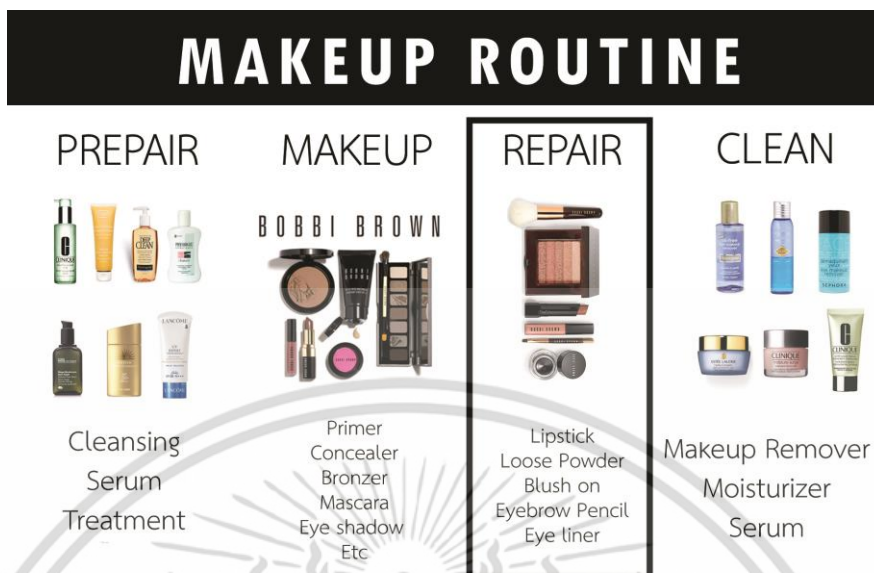 MAKEUP ROUTINE
PREPAIR
Cleansing
Serum
Treatment
MAKEUP
BOBBI BROWN
Primer
Concealer
Bronzer
Mascara
Eye shadow
Etc
REPAIR
Lipstick
Loose Powder
Blush on
Eyebrow Pencil
Eye liner
CLEAN
Makeup Remover
Moisturizer
Serum